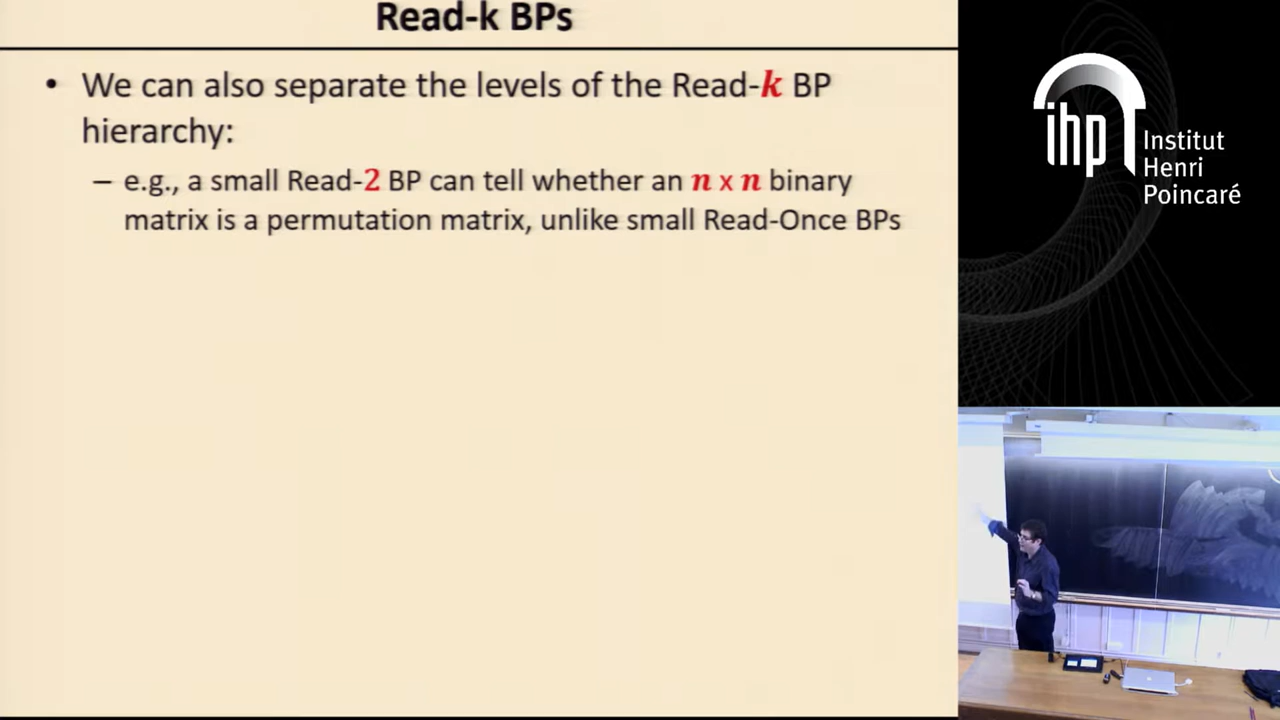 Read-k BPs
• We can also separate the levels of the Read-k BP
hierarchy:
– e.g., a small Read-2 BP can tell whether an n x n binary
matrix is a permutation matrix, unlike small Read-Once BPs
ihp
Institut
Henri
Poincaré